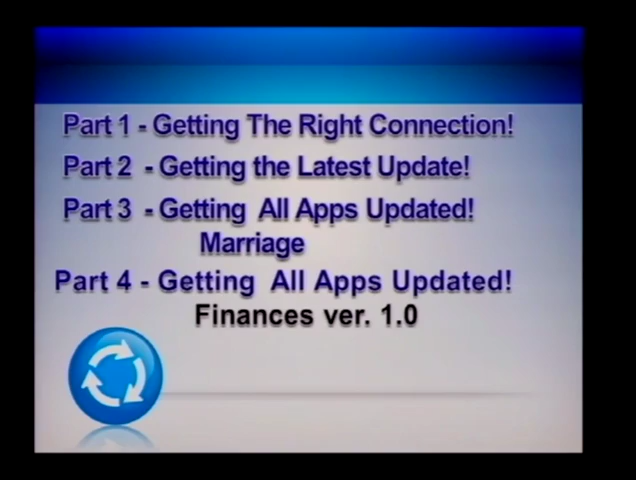 Part 1 - Getting The Right Connection!
Part 2 - Getting the Latest Update!
Part 3 - Getting All Apps Updated!
Marriage
Part 4 - Getting All Apps Updated!
Finances ver. 1.0